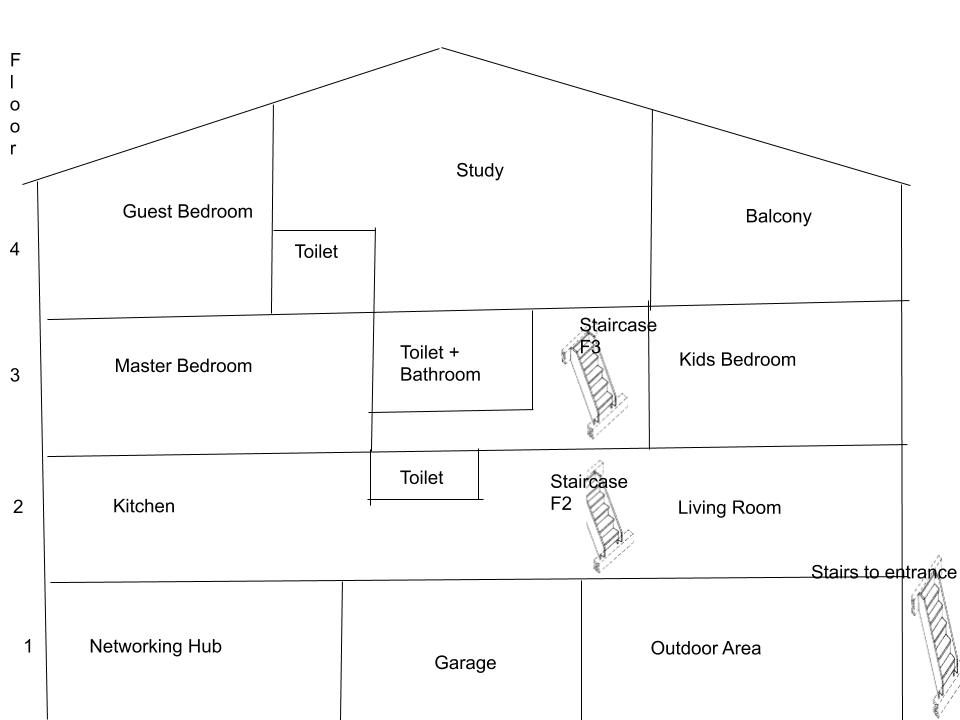 F
l
o
o
r
Study
Guest Bedroom
Balcony
4
Toilet
Staircase
F3
Toilet +
Bathroom
Master Bedroom
Kids Bedroom
3
Toilet
Staircase
F2
2
Kitchen
Living Room
Stairs to entrance
1
Networking Hub
Garage
Outdoor Area